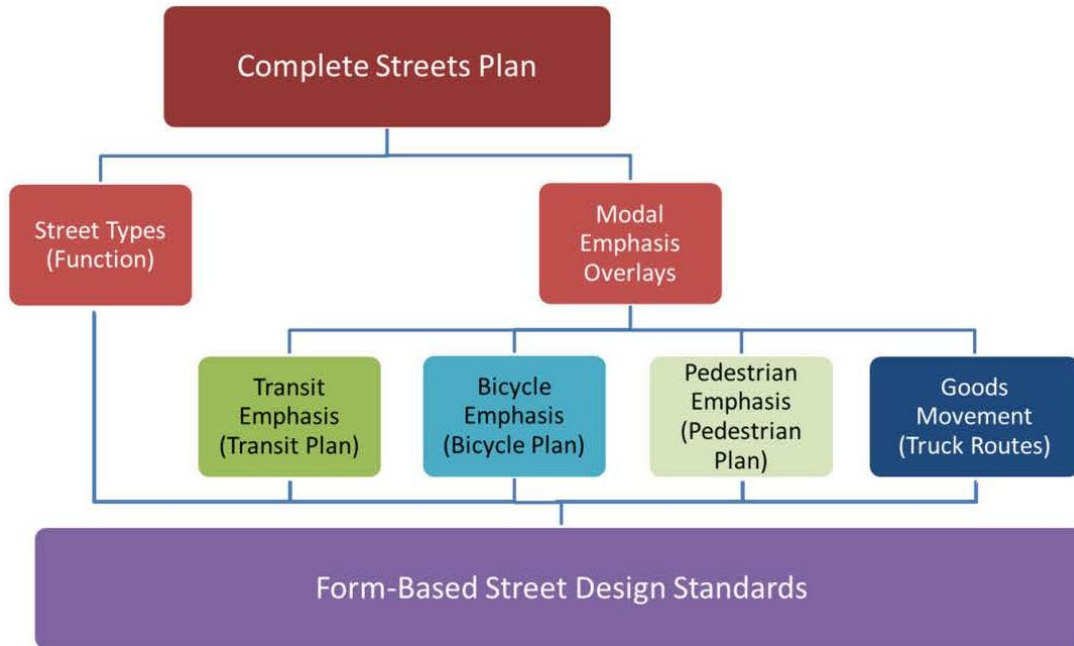 Complete Streets Plan
Street Types
(Function)
Modal
Emphasis
Overlays
Transit
Emphasis
(Transit Plan)
Bicycle
Emphasis
(Bicycle Plan)
Pedestrian
Emphasis
(Pedestrian
Plan)
Goods
Movement
(Truck Routes)
Form-Based Street Design Standards